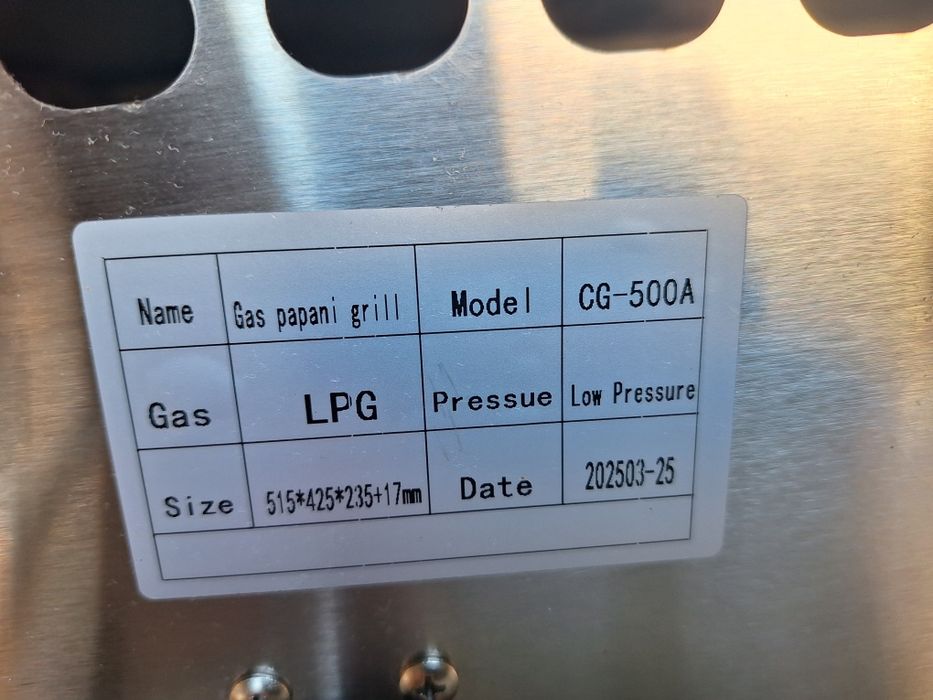 Name Gas papani grill Model CG-500A
Gas LPG Pressue Low Pressure
Size 515*425*235+17mm Date 202503-25